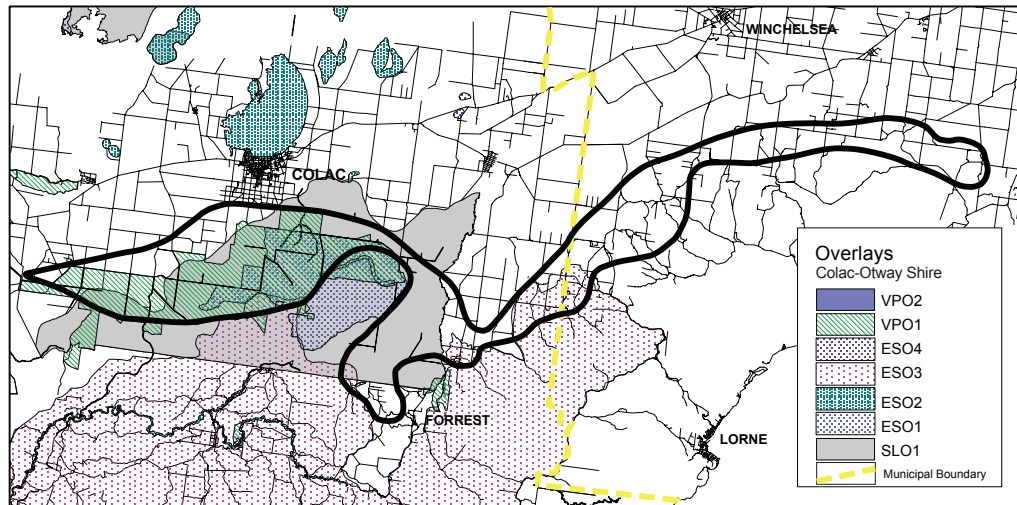 WINCHELSEA
COLAC
FORREST
LORNE
Overlays
Colac-Otway Shire
VPO2
VPO1
ESO4
ESO3
ESO2
ESO1
SLO1
Municipal Boundary